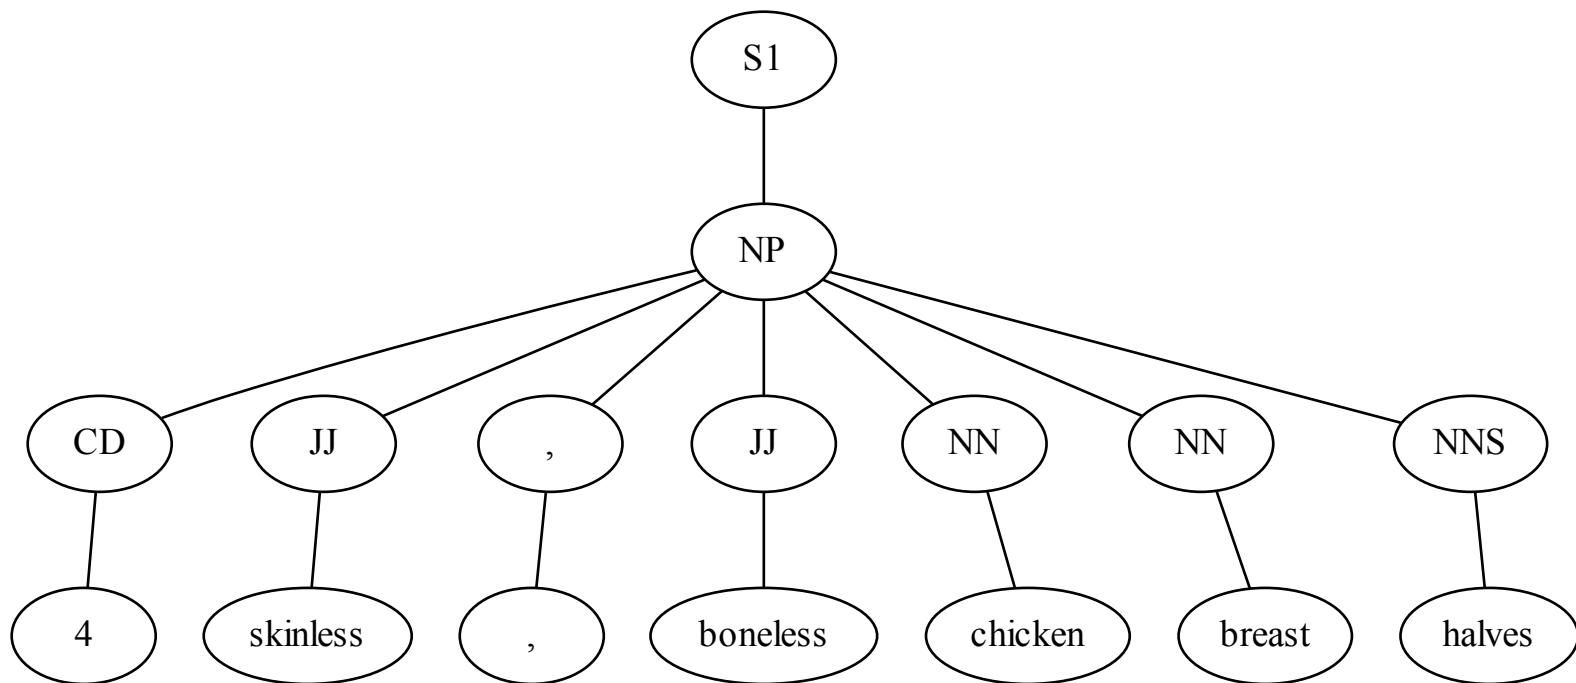 S1
NP
CD JJ , JJ NN NN NNS
4 skinless , boneless chicken breast halves